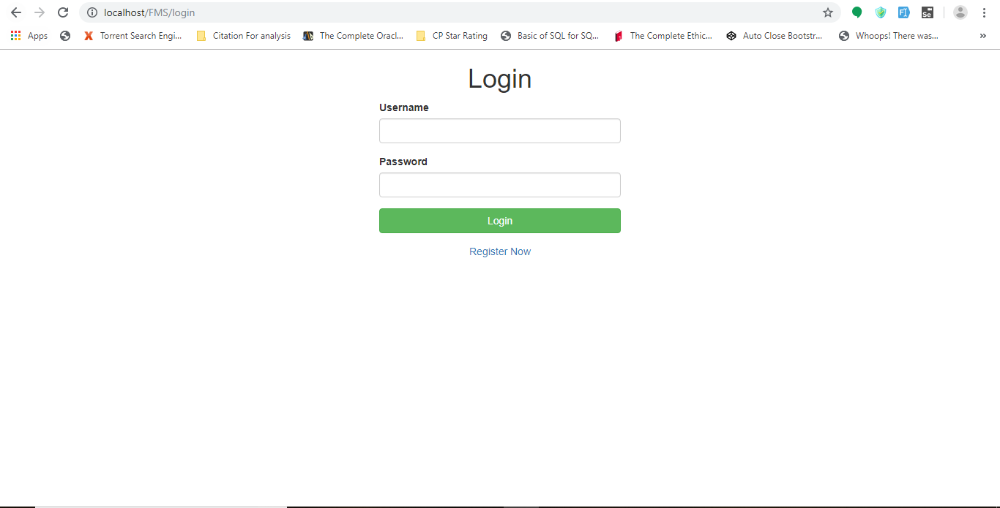 localhost/FMS/login
Apps Torrent Search Engi... Citation For analysis The Complete Oracl... CP Star Rating Basic of SQL for SQ... The Complete Ethic... Auto Close Bootstr... Whoops! There was... »
Login
Username
Password
Login
Register Now